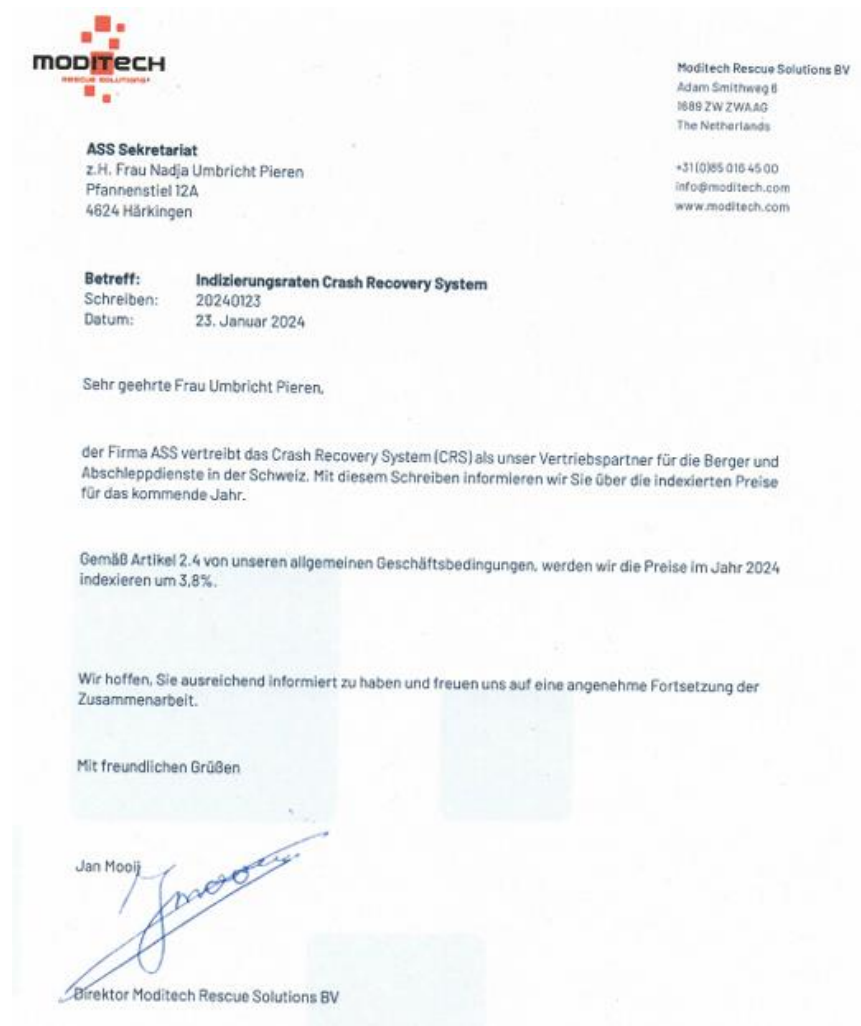 MODITECH
RESCUE SOLUTIONS
Moditech Rescue Solutions BV
Adam Smithweg 6
1689 ZW ZWAAG
The Netherlands
+31(0)85 016 45 00
info@moditech.com
www.moditech.com
ASS Sekretariat
z.H. Frau Nadja Umbricht Pieren
Pfannenstiel 12A
4624 Härkingen
Betreff: Indizierungsraten Crash Recovery System
Schreiben: 20240123
Datum: 23. Januar 2024
Sehr geehrte Frau Umbricht Pieren,
der Firma ASS vertreibt das Crash Recovery System (CRS) als unser Vertriebspartner für die Berger und
Abschleppdienste in der Schweiz. Mit diesem Schreiben informieren wir Sie über die indexierten Preise
für das kommende Jahr.
Gemäß Artikel 2.4 von unseren allgemeinen Geschäftsbedingungen, werden wir die Preise im Jahr 2024
indexieren um 3,8%.
Wir hoffen, Sie ausreichend informiert zu haben und freuen uns auf eine angenehme Fortsetzung der
Zusammenarbeit.
Mit freundlichen Grüßen
Jan Mooij
Direktor Moditech Rescue Solutions BV